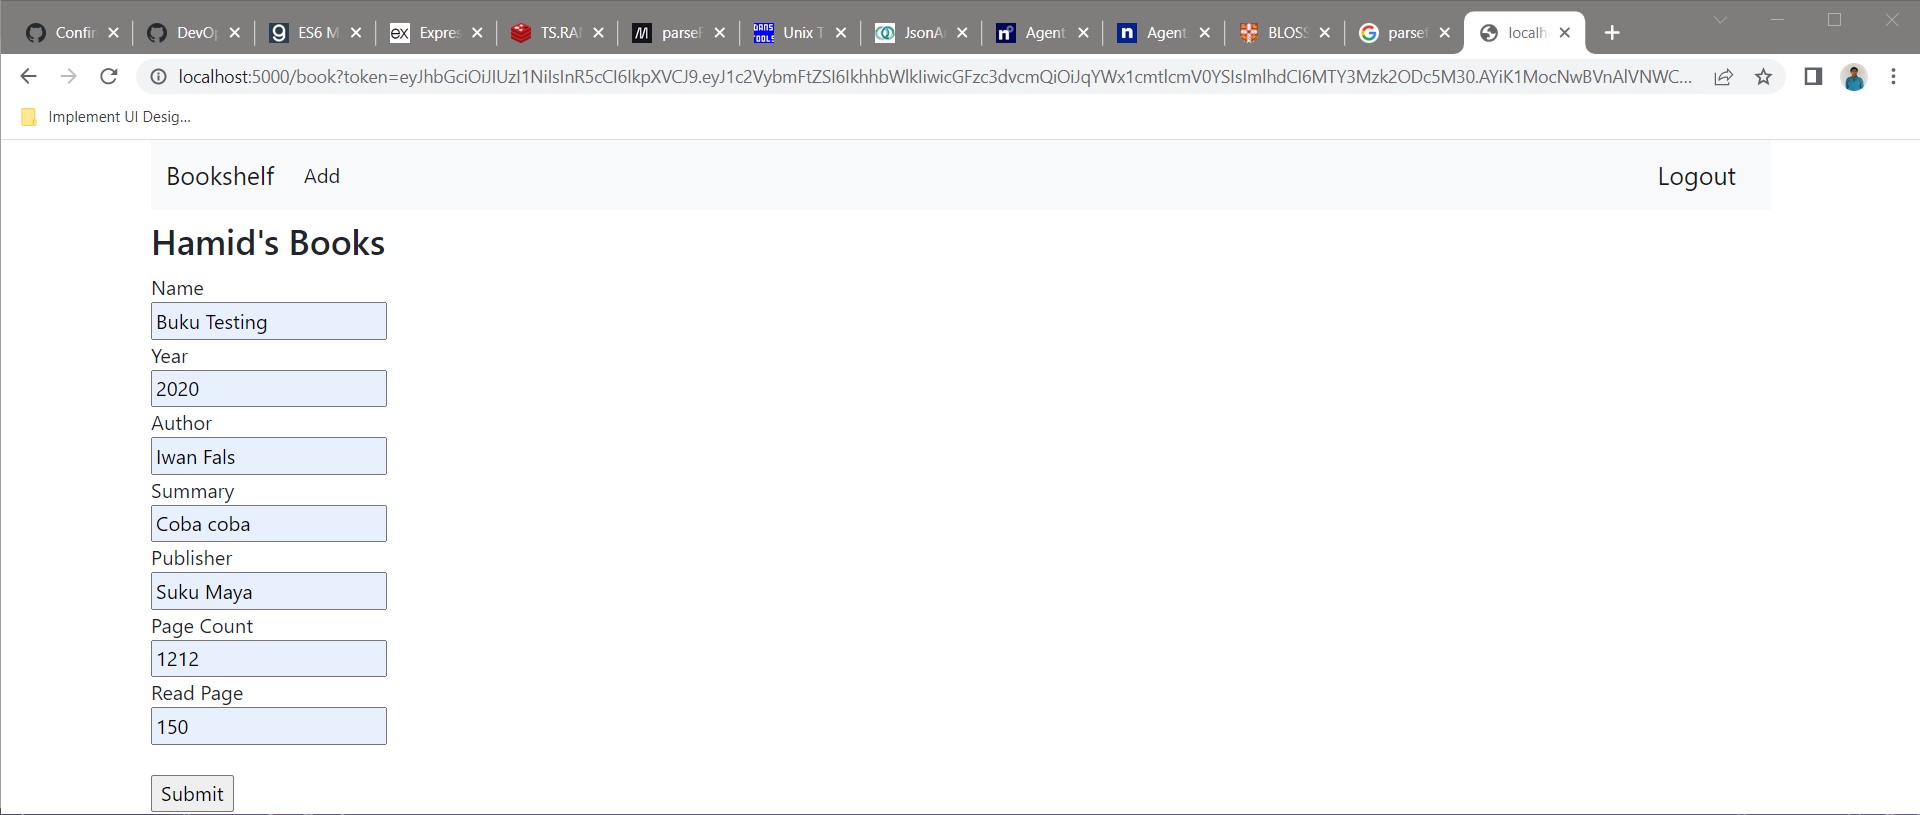 Confir DevOp ES6 M Expres TS.RA parseF Unix T JsonA Agent Agent BLOSS parsef localh
localhost:5000/book?token=eyJhbGciOiJIUzI1NiIsInR5cCI6IkpXVCJ9.eyJ1c2VybmFtZSI6IkhhbWlkIiwicGFzc3dvcmQiOiJqYWx1cmtlcmV0YSIsImlhdCI6MTY3Mzk2ODc5M30.AYiK1MocNwBVnAlVNWC...
Implement UI Desig...
Bookshelf Add Logout
Hamid's Books
Name
Buku Testing
Year
2020
Author
Iwan Fals
Summary
Coba coba
Publisher
Suku Maya
Page Count
1212
Read Page
150
Submit